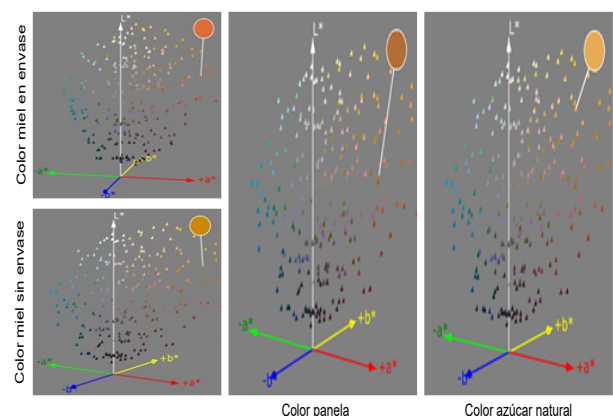 Color miel en envase
L*
-a*
+b*
-b*
+a*
Color miel sin envase
L*
-a*
+b*
-b
+a*
L*
-a*
+b*
-b
+a*
Color panela
L*
-a*
+b*
-b
+a*
Color azúcar natural